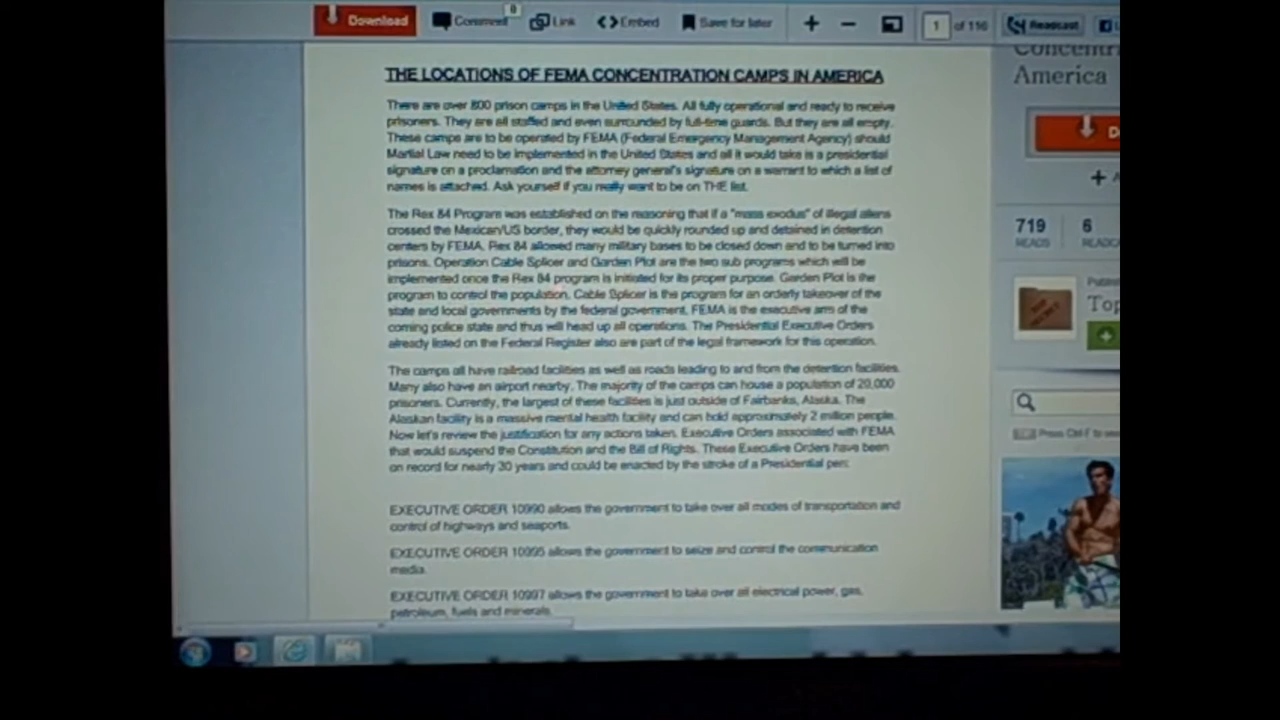 Download
0
Comment
Link
Embed
Save for later
1 of 156
Readcast
THE LOCATIONS OF FEMA CONCENTRATION CAMPS IN AMERICA
There are over 800 prison camps in the United States. All fully operational and ready to receive
prisoners. They are all staffed and even surrounded by full-time guards. But they are all empty.
These camps are to be operated by FEMA (Federal Emergency Management Agency) should
Martial Law need to be implemented in the United States and all it would take is a presidential
signature on a proclamation and the attorney general's signature on a warrant to which a list of
names is attached. Ask yourself if you really want to be on THE list.
The Rex 84 Program was established on the reasoning that if a "mass exodus" of illegal aliens
crossed the Mexican/US border, they would be quickly rounded up and detained in detention
centers by FEMA. Rex 84 allowed many military bases to be closed down and to be turned into
prisons. Operation Cable Splicer and Garden Plot are the two sub programs which will be
implemented once the Rex 84 program is initiated for its proper purpose. Garden Plot is the
program to control the population. Cable Splicer is the program for an orderly takeover of the
state and local governments by the federal government. FEMA is the executive arm of the
coming police state and thus will head up all operations. The Presidential Executive Orders
already listed on the Federal Register also are part of the legal framework for this operation.
The camps all have railroad facilities as well as roads leading to and from the detention facilities.
Many also have an airport nearby. The majority of the camps can house a population of 20,000
prisoners. Currently, the largest of these facilities is just outside of Fairbanks, Alaska. The
Alaskan facility is a massive mental health facility and can hold approximately 2 million people.
Now let's review the justification for any actions taken. Executive Orders associated with FEMA
that would suspend the Constitution and the Bill of Rights. These Executive Orders have been
on record for nearly 30 years and could be enacted by the stroke of a Presidential pen:
EXECUTIVE ORDER 10990 allows the government to take over all modes of transportation and
control of highways and seaports.
EXECUTIVE ORDER 10995 allows the government to seize and control the communication
media.
EXECUTIVE ORDER 10997 allows the government to take over all electrical power, gas,
petroleum, fuels and minerals.
Concentr
America
D
719
READS
6
READC
Publis
Top
TOP SECRET
Press Ctrl-F to sea